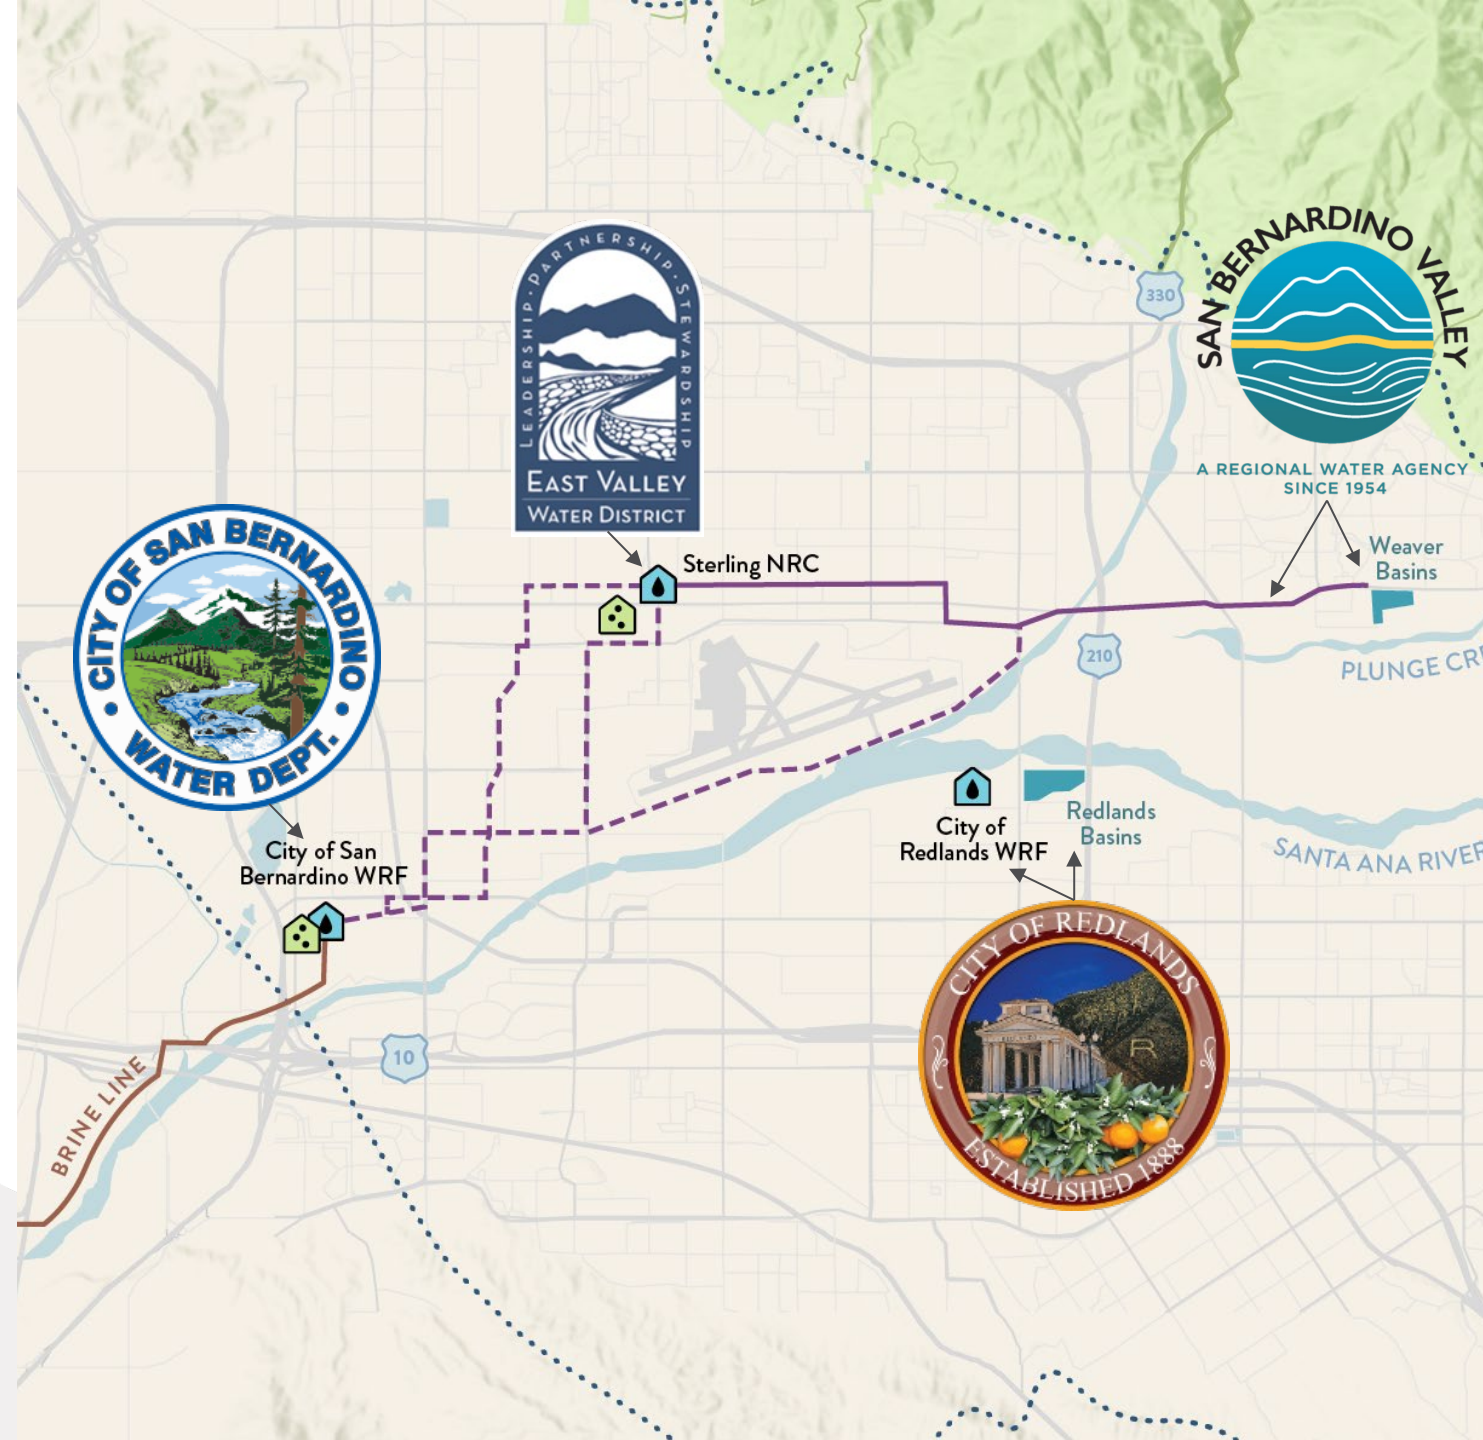 LEADERSHIP · PARTNERSHIP · STEWARDSHIP
EAST VALLEY
WATER DISTRICT
330
SAN BERNARDINO VALLEY
A REGIONAL WATER AGENCY
SINCE 1954
CITY OF SAN BERNARDINO
WATER DEPT.
Sterling NRC
Weaver
Basins
210
PLUNGE CRE
City of
Redlands WRF
Redlands
Basins
SANTA ANA RIVER
City of San
Bernardino WRF
CITY OF REDLANDS
R
ESTABLISHED 1888
10
BRINE LINE